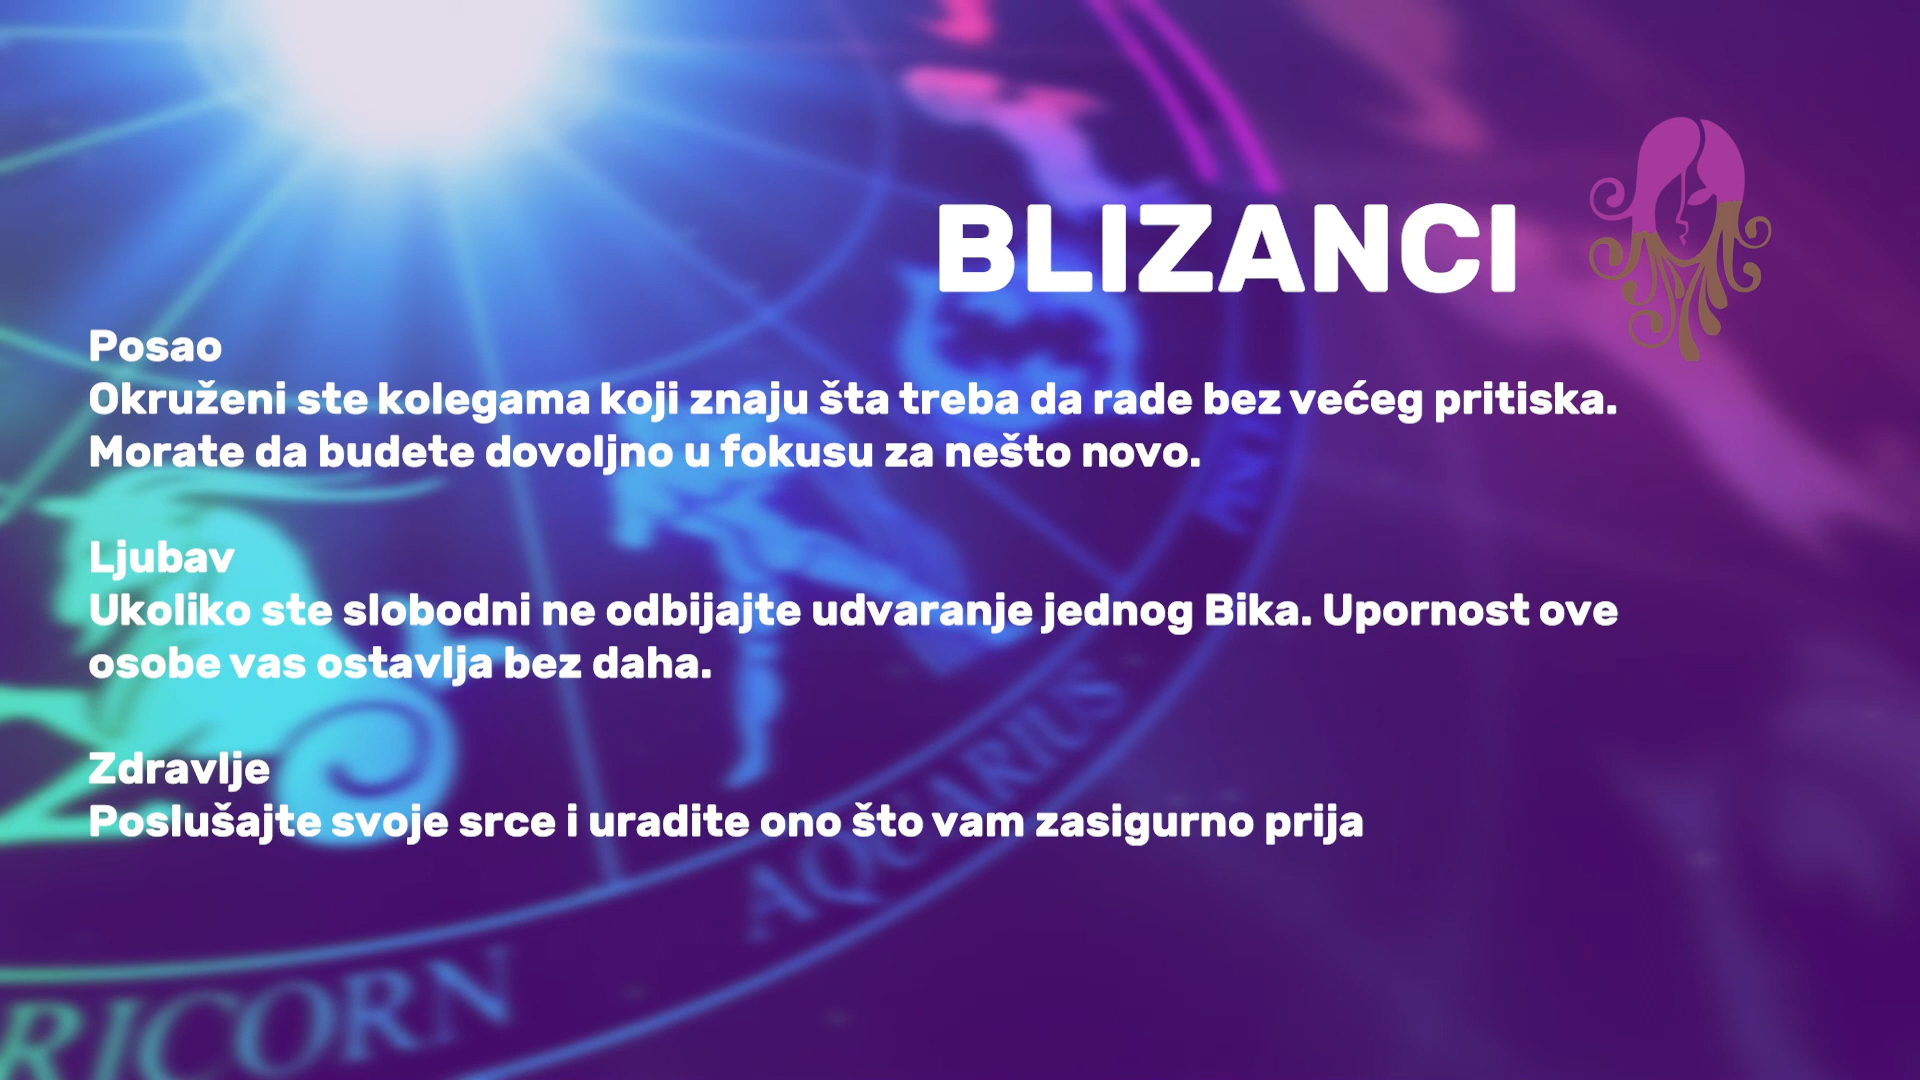 BLIZANCI
Posao
Okruženi ste kolegama koji znaju šta treba da rade bez većeg pritiska.
Morate da budete dovoljno u fokusu za nešto novo.
Ljubav
Ukoliko ste slobodni ne odbijajte udvaranje jednog Bika. Upornost ove
osobe vas ostavlja bez daha.
Zdravlje
Poslušajte svoje srce i uradite ono što vam zasigurno prija
AQUARIUS
RICORN